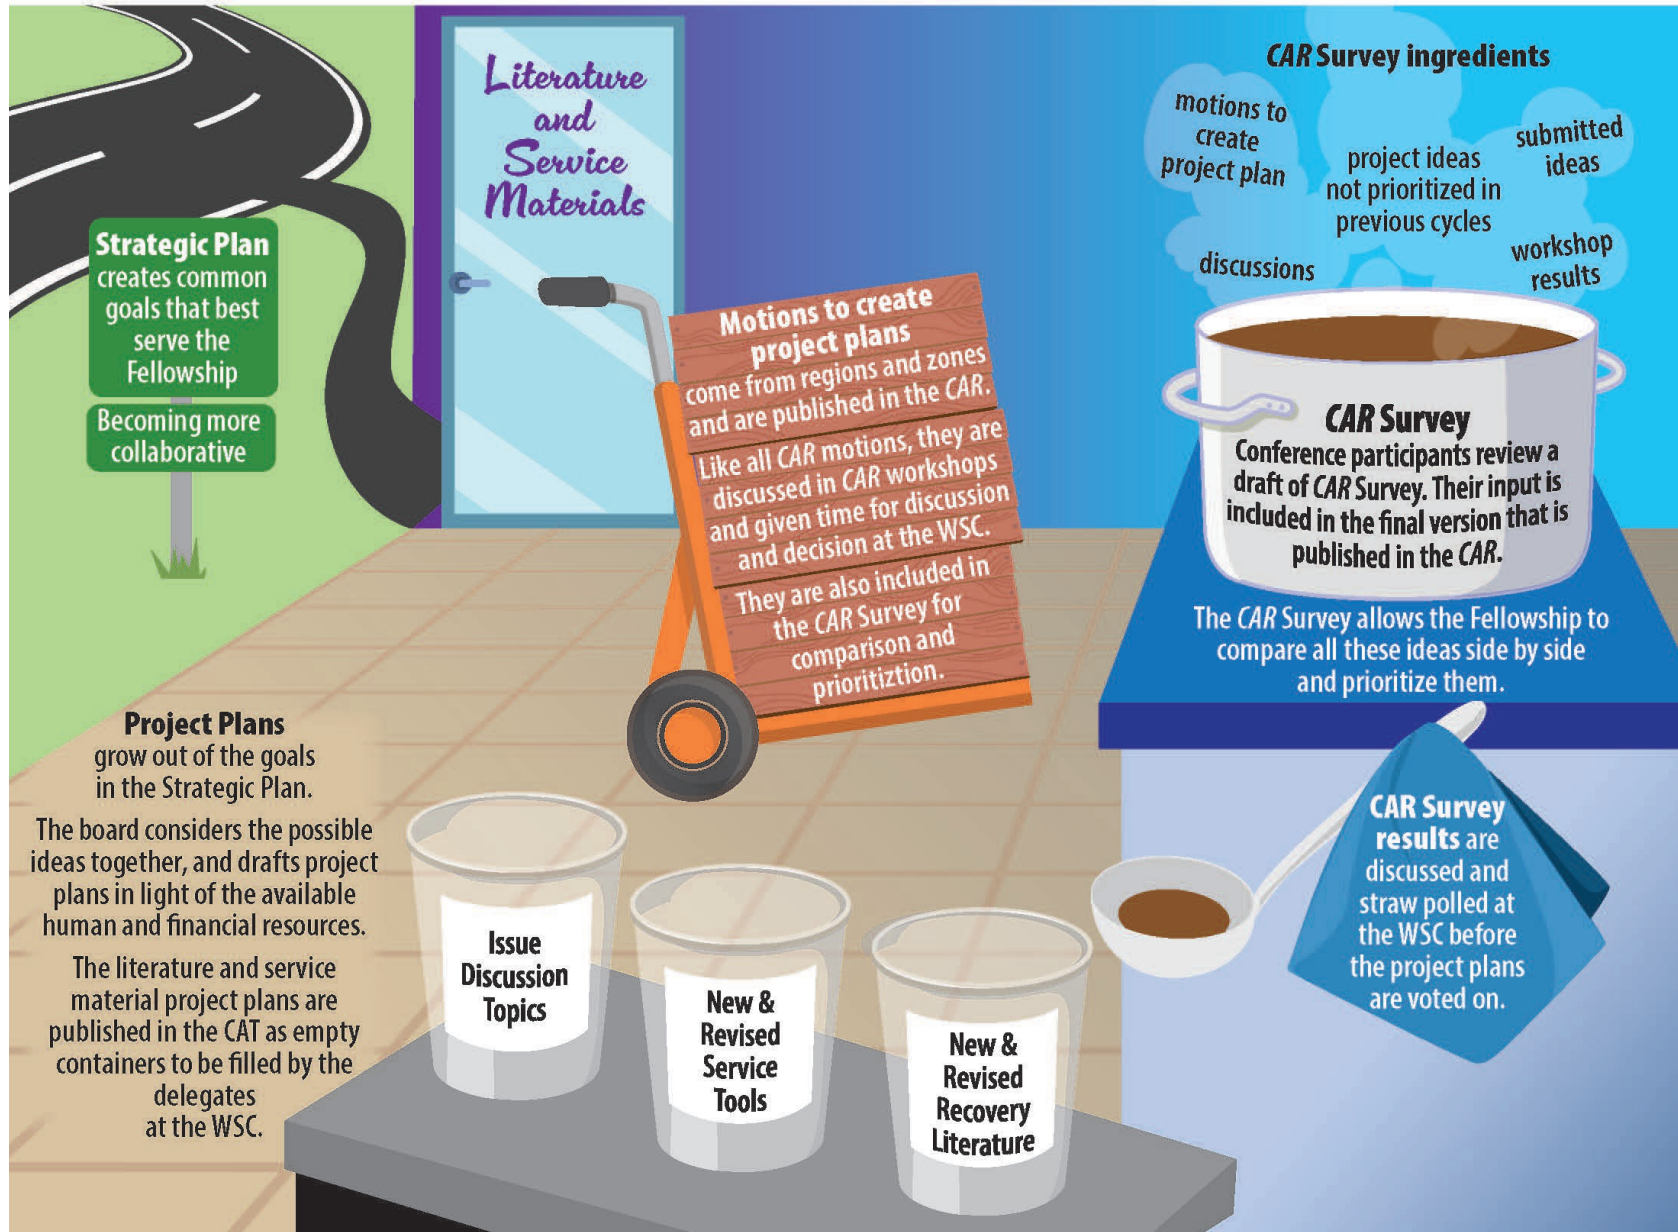 Literature
and
Service
Materials
Strategic Plan
creates common
goals that best
serve the
Fellowship
Becoming more
collaborative
Motions to create
project plans
come from regions and zones
and are published in the CAR.
Like all CAR motions, they are
discussed in CAR workshops
and given time for discussion
and decision at the WSC.
They are also included in
the CAR Survey for
comparison and
prioritiztion.
CAR Survey ingredients
motions to
create
project plan
project ideas
not prioritized in
previous cycles
submitted
ideas
discussions
workshop
results
CAR Survey
Conference participants review a
draft of CAR Survey. Their input is
included in the final version that is
published in the CAR.
The CAR Survey allows the Fellowship to
compare all these ideas side by side
and prioritize them.
CAR Survey
results are
discussed and
straw polled at
the WSC before
the project plans
are voted on.
Project Plans
grow out of the goals
in the Strategic Plan.
The board considers the possible
ideas together, and drafts project
plans in light of the available
human and financial resources.
The literature and service
material project plans are
published in the CAT as empty
containers to be filled by the
delegates
at the WSC.
Issue
Discussion
Topics
New &
Revised
Service
Tools
New &
Revised
Recovery
Literature